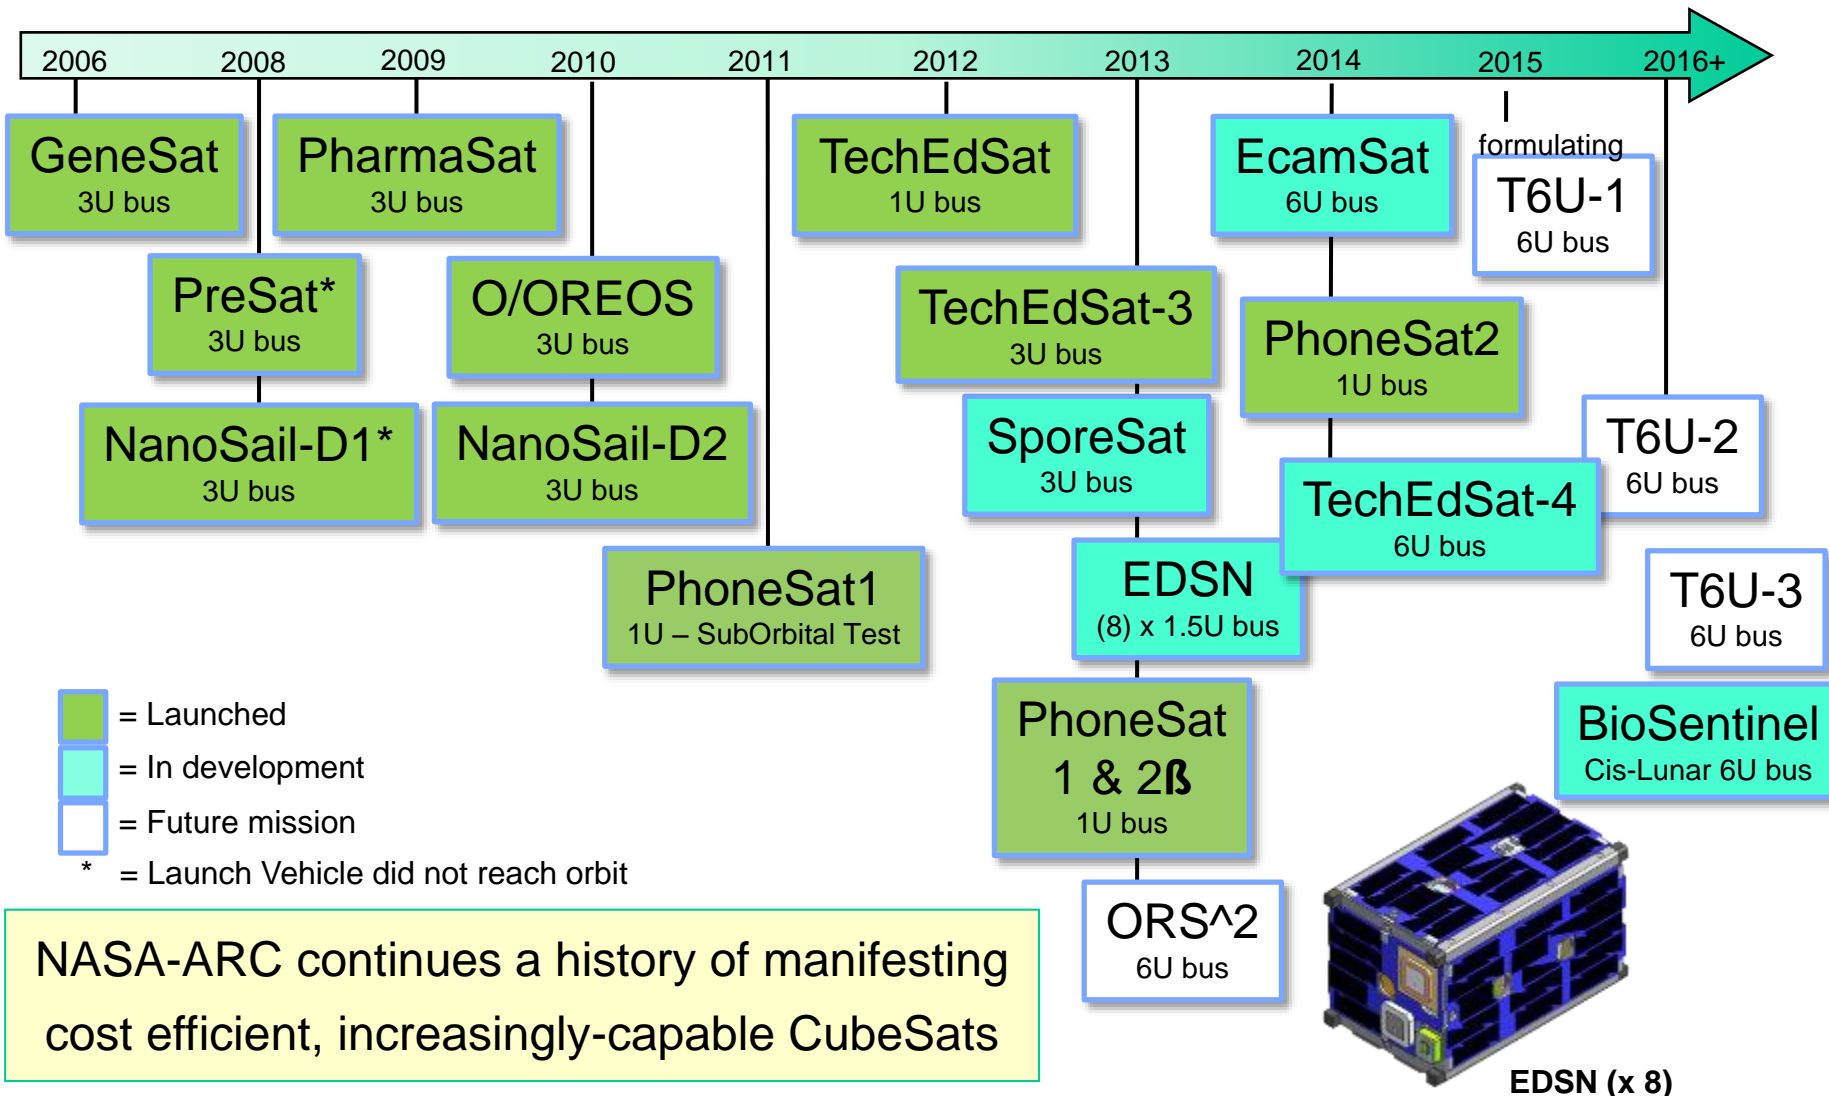 2006 2008 2009 2010 2011 2012 2013 2014 2015 2016+
GeneSat
3U bus
PharmaSat
3U bus
TechEdSat
1U bus
EcamSat
6U bus
formulating
T6U-1
6U bus
PreSat*
3U bus
O/OREOS
3U bus
TechEdSat-3
3U bus
PhoneSat2
1U bus
NanoSail-D1*
3U bus
NanoSail-D2
3U bus
SporeSat
3U bus
TechEdSat-4
6U bus
T6U-2
6U bus
PhoneSat1
1U – SubOrbital Test
EDSN
(8) x 1.5U bus
T6U-3
6U bus
PhoneSat
1 & 2ß
1U bus
BioSentinel
Cis-Lunar 6U bus
ORS^2
6U bus
= Launched
= In development
= Future mission
* = Launch Vehicle did not reach orbit
NASA-ARC continues a history of manifesting
cost efficient, increasingly-capable CubeSats
EDSN (x 8)